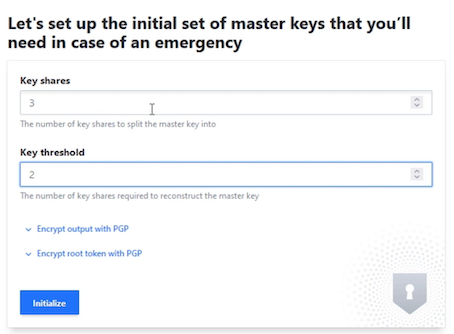 Let's set up the initial set of master keys that you'll
need in case of an emergency
Key shares
3
The number of key shares to split the master key into
Key threshold
2
The number of key shares required to reconstruct the master key
Encrypt output with PGP
Encrypt root token with PGP
Initialize